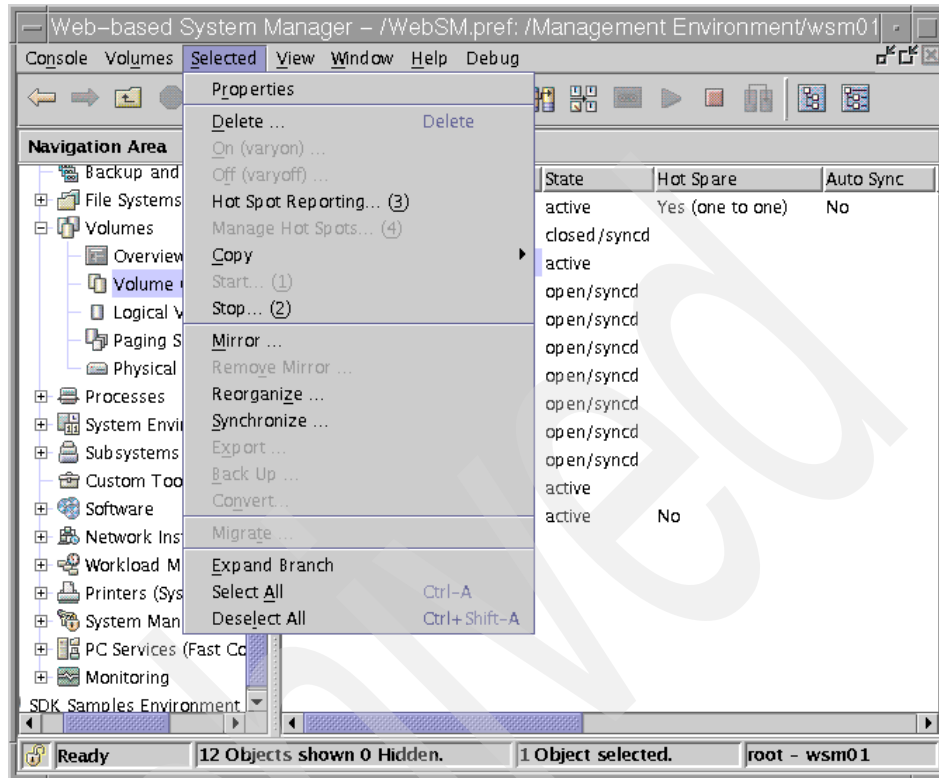 Web-based System Manager - /WebSM.pref: /Management Environment/wsm01
Console Volumes Selected View Window Help Debug
Navigation Area
Backup and
File Systems
Volumes
Overview
Volume
Logical V
Paging S
Physical
Processes
System Envi
Subsystems
Custom Too
Software
Network Ins
Workload M
Printers (Sys
System Man
PC Services (Fast Co
Monitoring
SDK Samples Environment
Properties
Delete ... Delete
On (varyon) ...
Off (varyoff) ...
Hot Spot Reporting... (3)
Manage Hot Spots... (4)
Copy
Start... (1)
Stop... (2)
Mirror ...
Remove Mirror ...
Reorganize ...
Synchronize ...
Export ...
Back Up ...
Convert...
Migrate ...
Expand Branch
Select All Ctrl-A
Deselect All Ctrl+Shift-A
State Hot Spare Auto Sync
active Yes (one to one) No
closed/syncd
active
open/syncd
open/syncd
open/syncd
open/syncd
open/syncd
open/syncd
open/syncd
active
active No
Ready 12 Objects shown 0 Hidden. 1 Object selected. root - wsm01